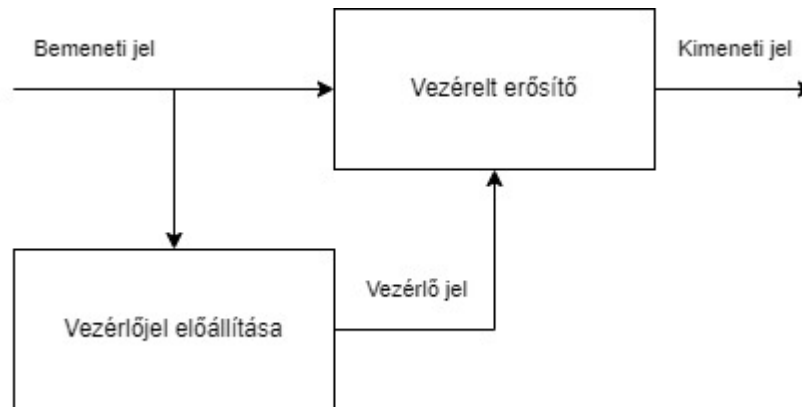 Bemeneti jel
Kimeneti jel
Vezérelt erősítő
Vezérlő jel
Vezérlőjel előállítása